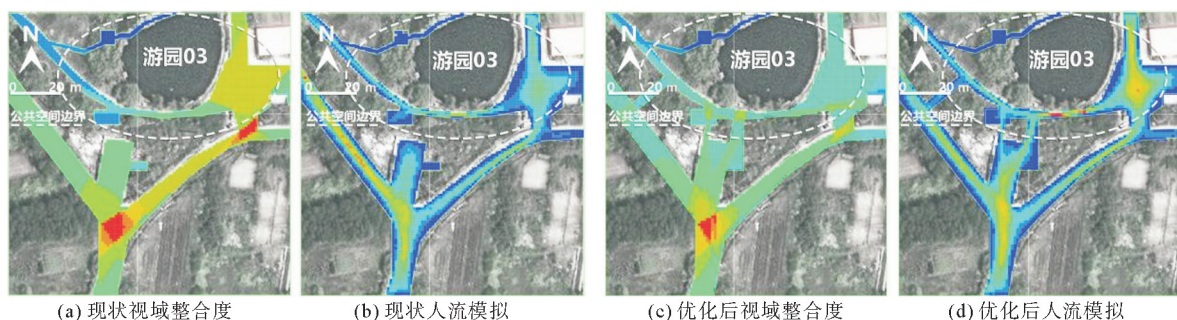 N
游园03
0 20 m
公共空间边界
N
游园03
0 20 m
公共空间边界
N
游园03
0 20 m
公共空间边界
N
游园03
0 20 m
公共空间边界
(a) 现状视域整合度
(b) 现状人流模拟
(c) 优化后视域整合度
(d) 优化后人流模拟